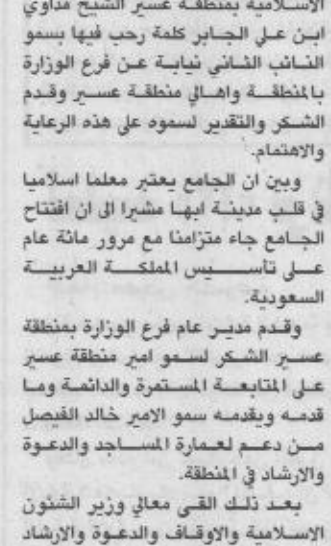 الاسلامية بمنطقة عسير الشيخ مداوي
ابن علي الجابر كلمة رحب فيها بسمو
النائب الثاني نيابة عن فرع الوزارة
بالمنطقة واهالي منطقة عسير وقدم
الشكر والتقدير لسموه على هذه الرعاية
والاهتمام.
وبين ان الجامع يعتبر معلما اسلاميا
في قلب مدينة ابها مشيرا الى ان افتتاح
الجامع جاء متزامنا مع مرور مائة عام
على تأسيس المملكة العربية
السعودية.
وقدم مدير عام فرع الوزارة بمنطقة
عسير الشكر لسمو امير منطقة عسير
على المتابعة المستمرة والدائمة وما
قدمه ويقدمه سمو الامير خالد الفيصل
من دعم لعمارة المساجد والدعوة
والارشاد في المنطقة.
بعد ذلك القى معالي وزير الشئون
الاسلامية والاوقاف والدعوة والارشاد